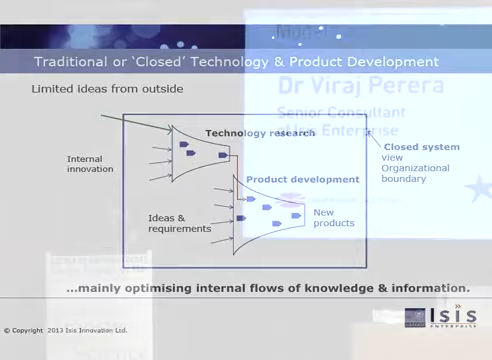 Model
Traditional or ‘Closed’ Technology & Product Development
Limited ideas from outside
Dr Viraj Perera
Senior Consultant
Isis Enterprise
Technology research
Closed system
view
Organizational
boundary
Internal
innovation
Product development
Ideas &
requirements
New
products
...mainly optimising internal flows of knowledge & information.
Isis
ENTERPRISE
© Copyright 2013 Isis Innovation Ltd.